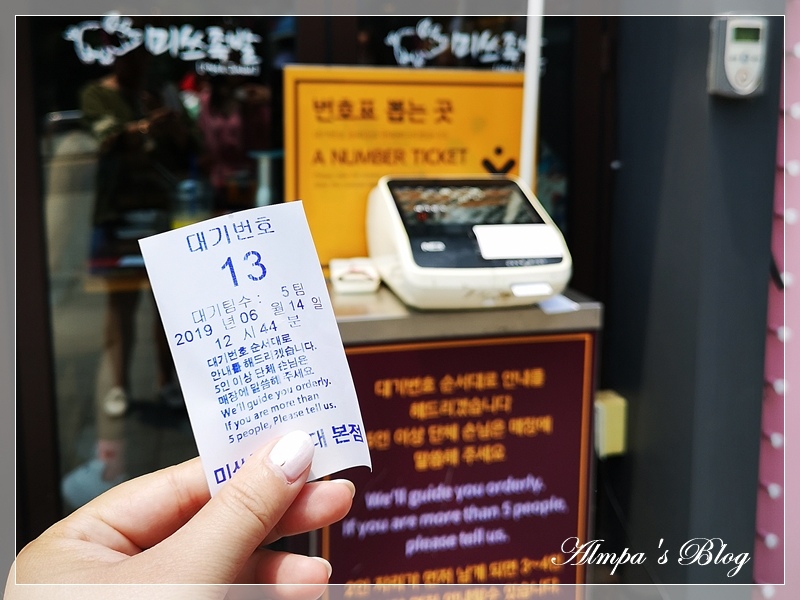 미쓰족발
미쓰족발
번호표 뽑는 곳
A NUMBER TICKET
대기번호
13
대기팀수 : 5 팀
2019 년 06 월 14 일
12 시 44 분
대기번호 순서대로
안내를 해드리겠습니다.
5인 이상 단체 손님은
매장에 말씀해 주세요
We'll guide you orderly.
If you are more than
5 people, Please tell us.
대 본점
대기번호 순서대로 안내를
해드리겠습니다
5인 이상 단체 손님은 매장에
말씀해 주세요
We'll guide you orderly.
If you are more than 5 people,
please tell us.
Almpa's Blog